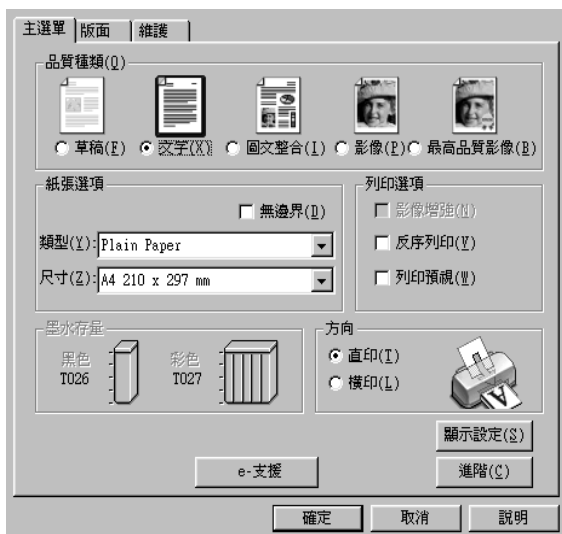 主選單 版面 維護
品質種類(Q)
草稿(F) 文字(X) 圖文整合(I) 影像(P) 最高品質影像(B)
紙張選項
無邊界(D)
類型(Y): Plain Paper
尺寸(Z): A4 210 x 297 mm
列印選項
影像增強(N)
反序列印(V)
列印預視(W)
墨水存量
黑色 彩色
T026 T027
方向
直印(T)
橫印(L)
顯示設定(S)
e-支援 進階(C)
確定 取消 說明